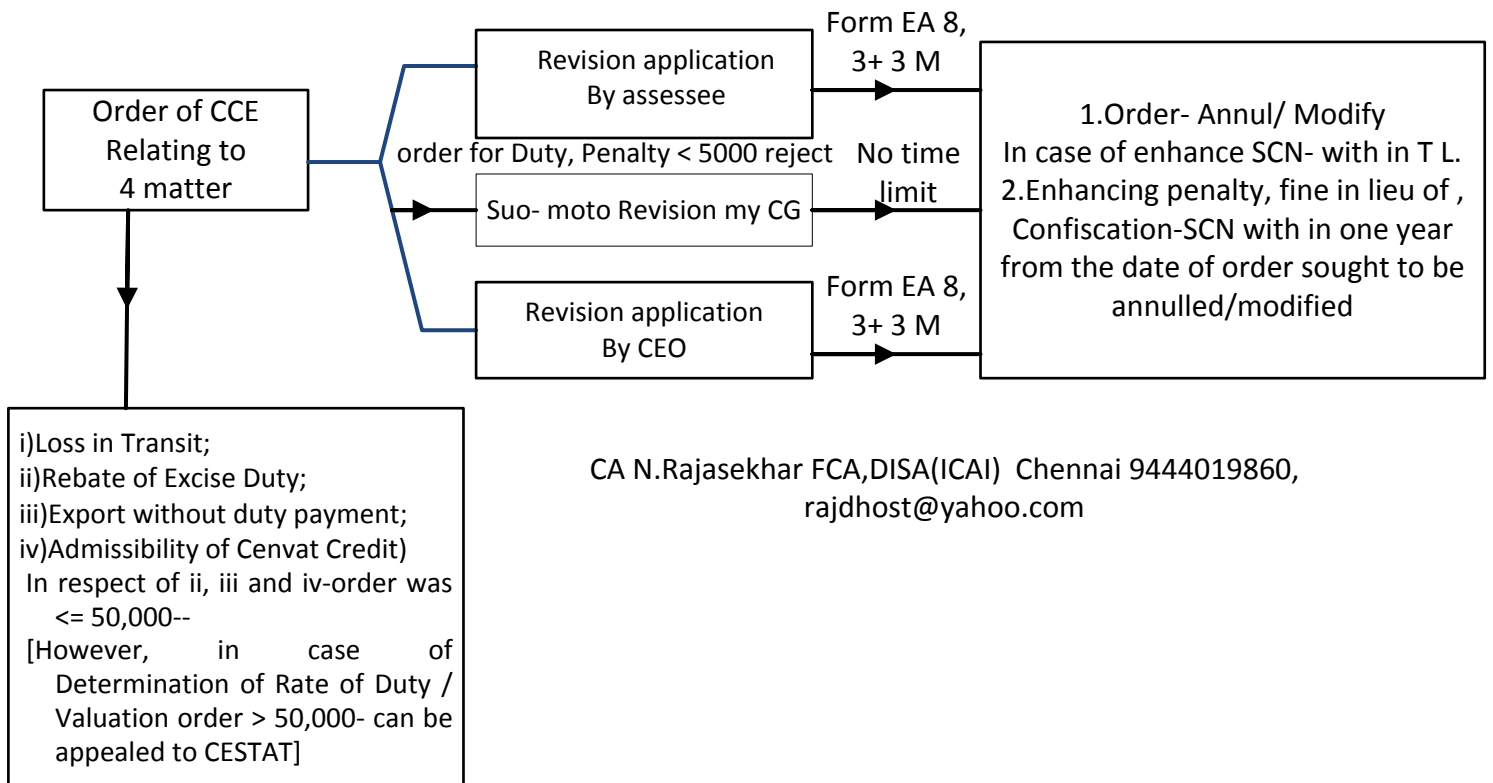 Order of CCE
Relating to
4 matter
Revision application
By assessee
order for Duty, Penalty < 5000 reject
Suo- moto Revision my CG
Revision application
By CEO
Form EA 8,
3+ 3 M
No time
limit
Form EA 8,
3+ 3 M
1.Order- Annul/ Modify
In case of enhance SCN- with in T L.
2.Enhancing penalty, fine in lieu of ,
Confiscation-SCN with in one year
from the date of order sought to be
annulled/modified
i)Loss in Transit;
ii)Rebate of Excise Duty;
iii)Export without duty payment;
iv)Admissibility of Cenvat Credit)
In respect of ii, iii and iv-order was
<= 50,000--
[However, in case of
Determination of Rate of Duty /
Valuation order > 50,000- can be
appealed to CESTAT]
CA N.Rajasekhar FCA,DISA(ICAI) Chennai 9444019860,
rajdhost@yahoo.com